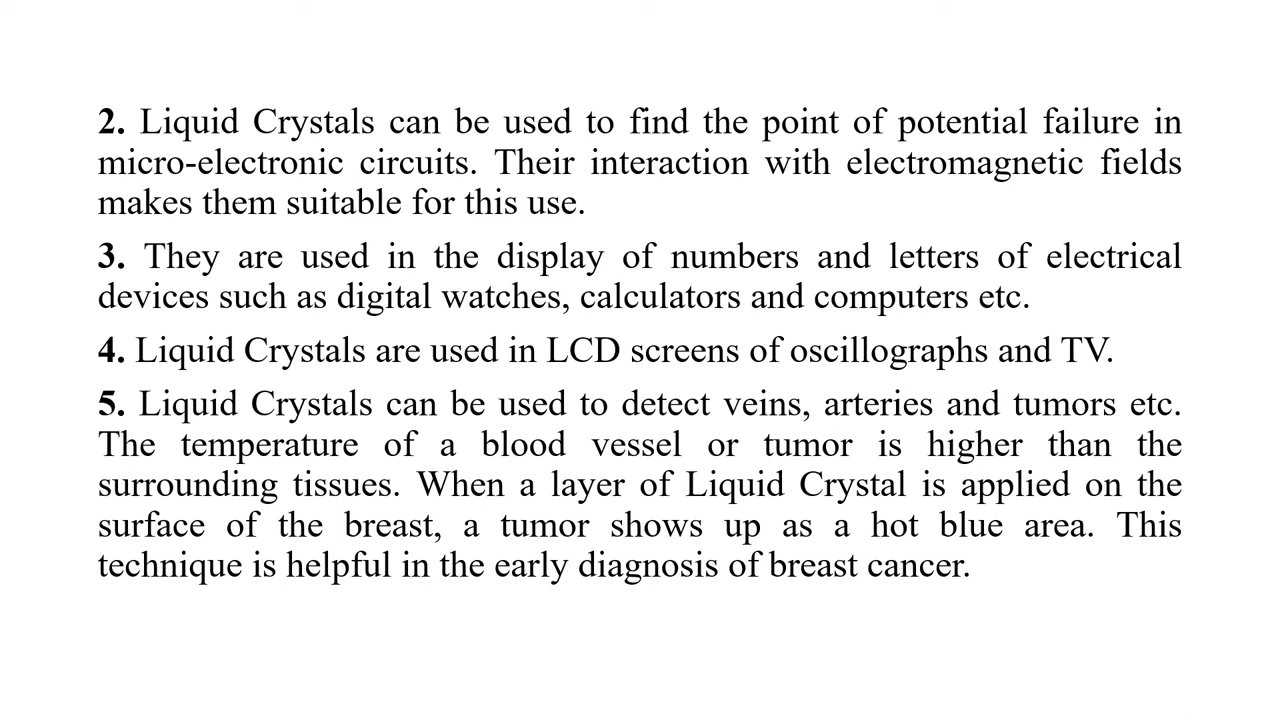 2. Liquid Crystals can be used to find the point of potential failure in
micro-electronic circuits. Their interaction with electromagnetic fields
makes them suitable for this use.
3. They are used in the display of numbers and letters of electrical
devices such as digital watches, calculators and computers etc.
4. Liquid Crystals are used in LCD screens of oscillographs and TV.
5. Liquid Crystals can be used to detect veins, arteries and tumors etc.
The temperature of a blood vessel or tumor is higher than the
surrounding tissues. When a layer of Liquid Crystal is applied on the
surface of the breast, a tumor shows up as a hot blue area. This
technique is helpful in the early diagnosis of breast cancer.